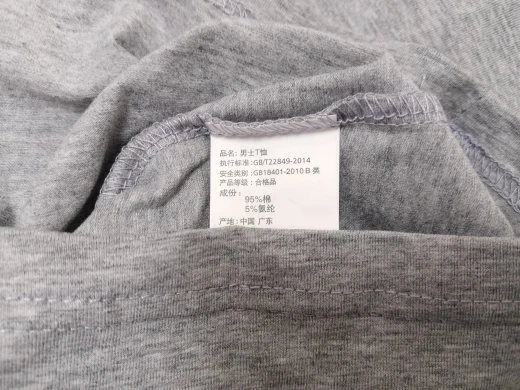 品名: 男士T恤
执行标准:GB/T22849-2014
安全类别:GB18401-2010 B 类
产品等级:合格品
成份:
95%棉
5%氨纶
产地:中国 广东